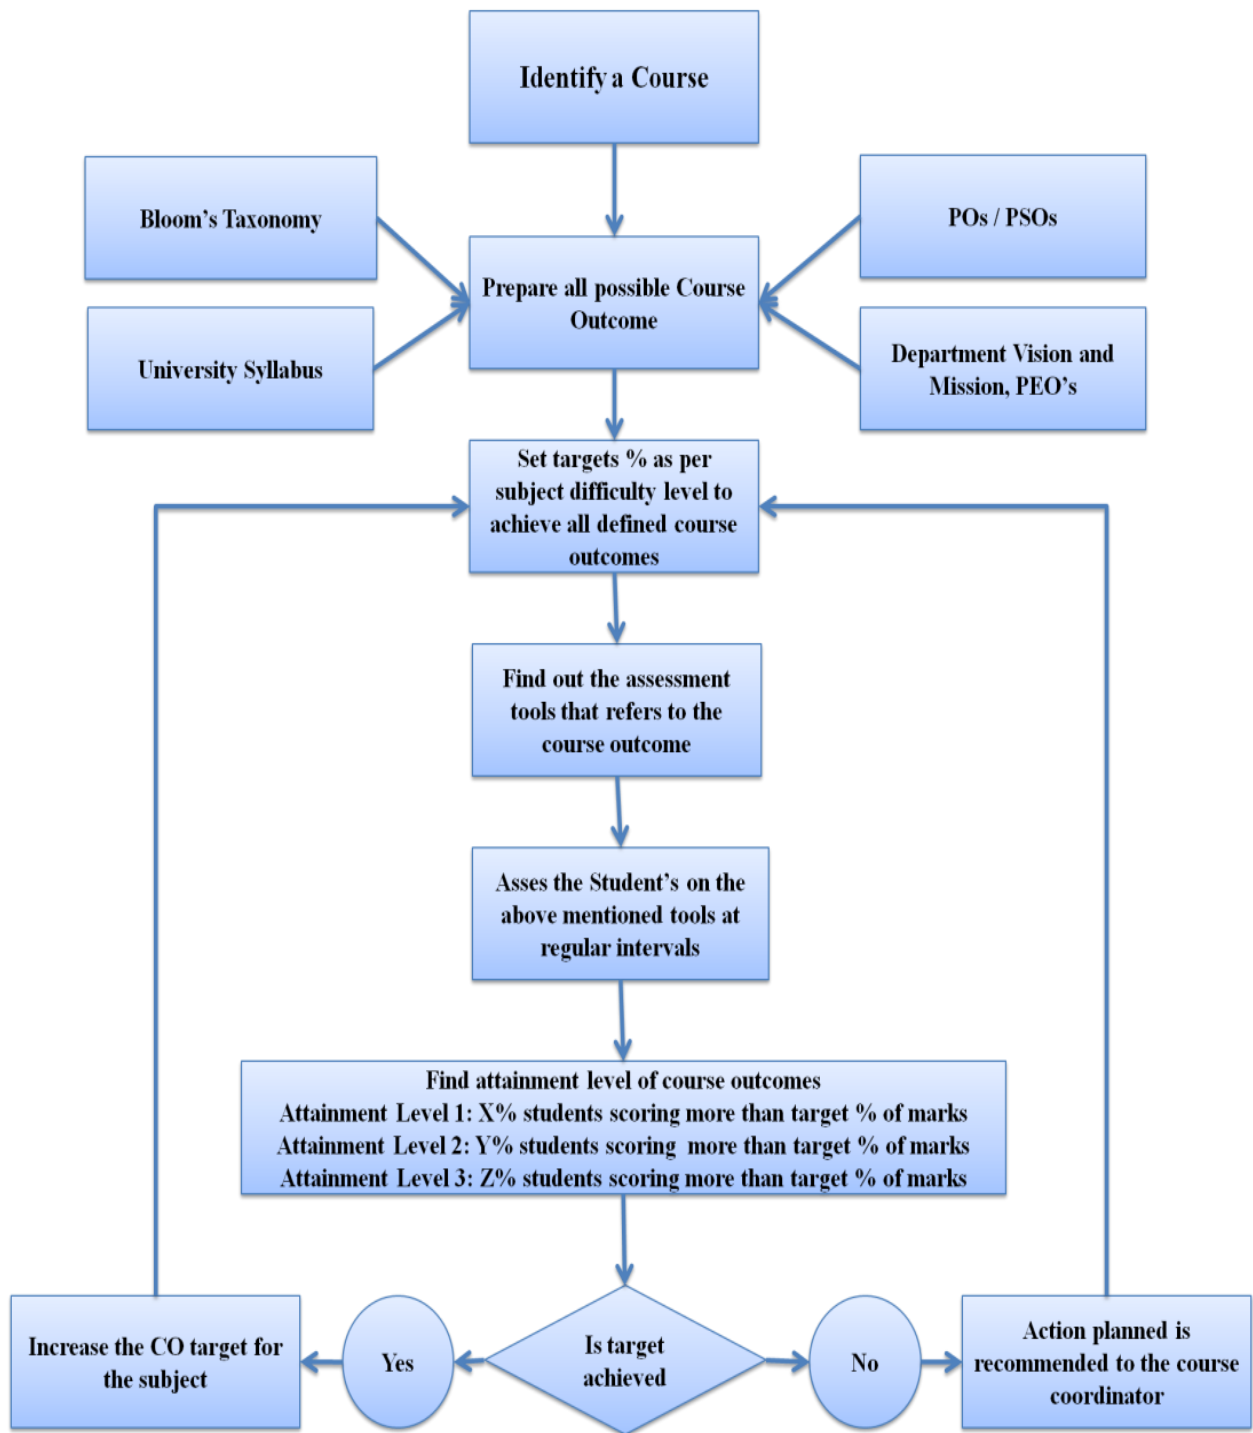 Identify a Course
Bloom's Taxonomy
POs / PSOs
Prepare all possible Course
Outcome
University Syllabus
Department Vision and
Mission, PEO's
Set targets % as per
subject difficulty level to
achieve all defined course
outcomes
Find out the assessment
tools that refers to the
course outcome
Asses the Student's on the
above mentioned tools at
regular intervals
Find attainment level of course outcomes
Attainment Level 1: X% students scoring more than target % of marks
Attainment Level 2: Y% students scoring more than target % of marks
Attainment Level 3: Z% students scoring more than target % of marks
Increase the CO target for
the subject
Yes
Is target
achieved
No
Action planned is
recommended to the course
coordinator